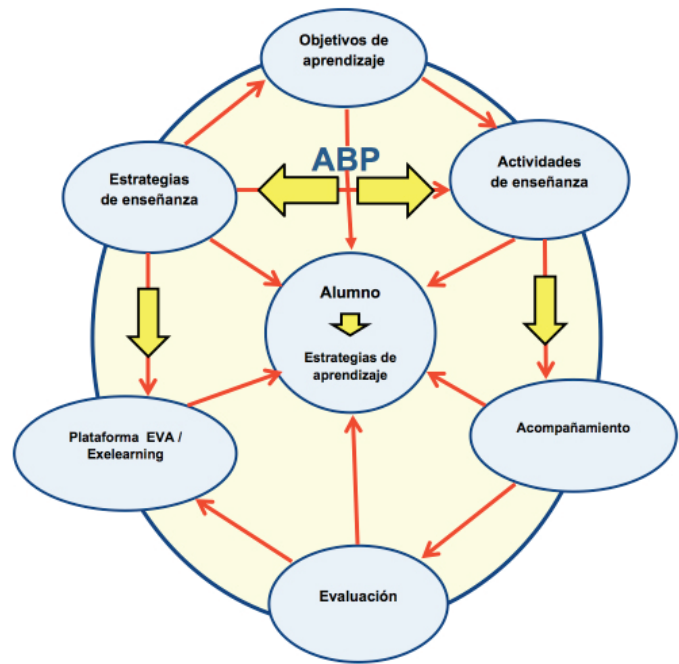 Objetivos de
aprendizaje
ABP
Estrategias
de enseñanza
Actividades
de enseñanza
Alumno
Estrategias de
aprendizaje
Plataforma EVA /
Exelearning
Acompañamiento
Evaluación